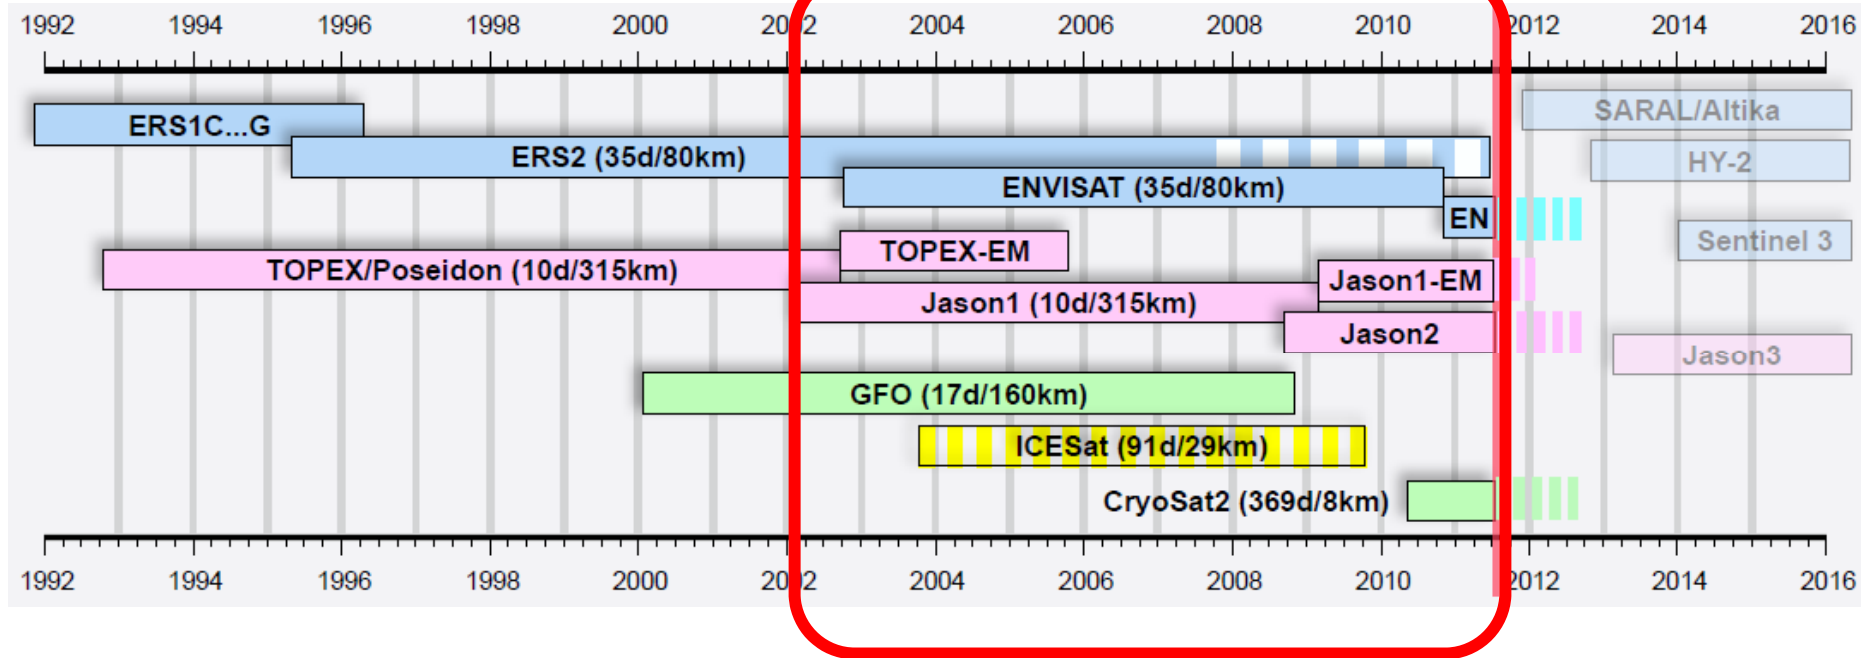 1992 1994 1996 1998 2000 2002 2004 2006 2008 2010 2012 2014 2016
SARAL/Altika
ERS1C...G
ERS2 (35d/80km)
HY-2
ENVISAT (35d/80km)
EN
Sentinel 3
TOPEX-EM
TOPEX/Poseidon (10d/315km)
Jason1-EM
Jason1 (10d/315km)
Jason2
Jason3
GFO (17d/160km)
ICESat (91d/29km)
CryoSat2 (369d/8km)
1992 1994 1996 1998 2000 2002 2004 2006 2008 2010 2012 2014 2016